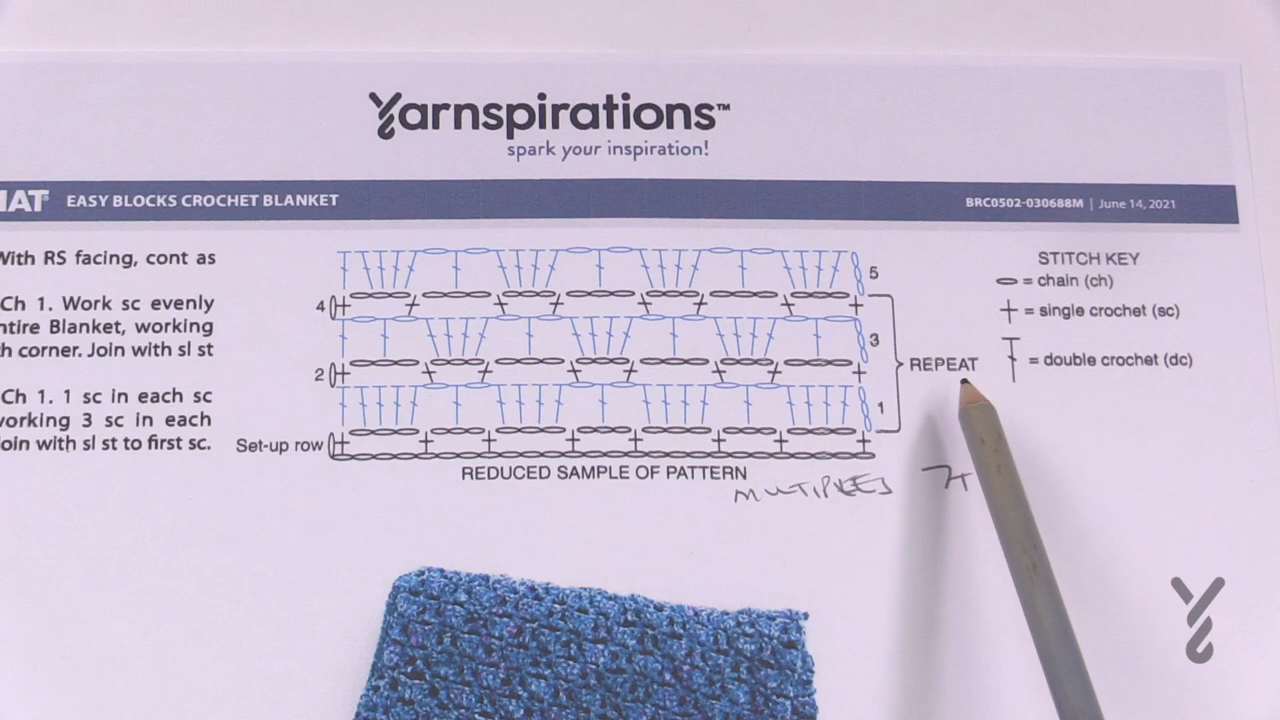 Yarnspirations™
spark your inspiration!
IAT® EASY BLOCKS CROCHET BLANKET
BRC0502-030688M | June 14, 2021
With RS facing, cont as
Ch 1. Work sc evenly
ntire Blanket, working
h corner. Join with sl st
Ch 1. 1 sc in each sc
vorking 3 sc in each
oin with sl st to first sc.
5
4
3
2
1
Set-up row
REPEAT
REDUCED SAMPLE OF PATTERN
MULTIPLES 7+
STITCH KEY
= chain (ch)
= single crochet (sc)
= double crochet (dc)